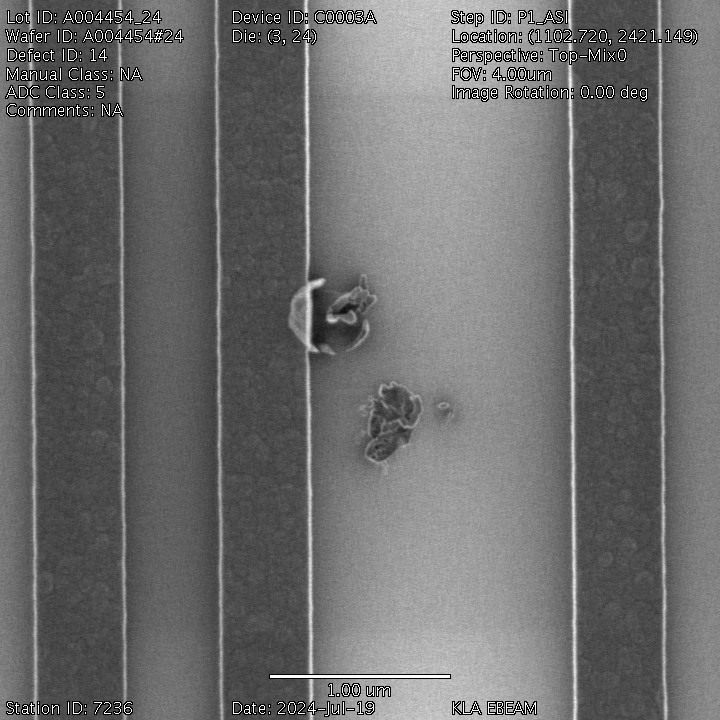 Lot ID: A004454_24
Wafer ID: A004454#24
Defect ID: 14
Manual Class: NA
ADC Class: 5
Comments: NA
Device ID: C0003A
Die: (3, 24)
Step ID: P1_ASI
Location: (1102.720, 2421.149)
Perspective: Top-Mix0
FOV: 4.00um
Image Rotation: 0.00 deg
1.00 um
Station ID: 7236
Date: 2024-Jul-19
KLA EBEAM